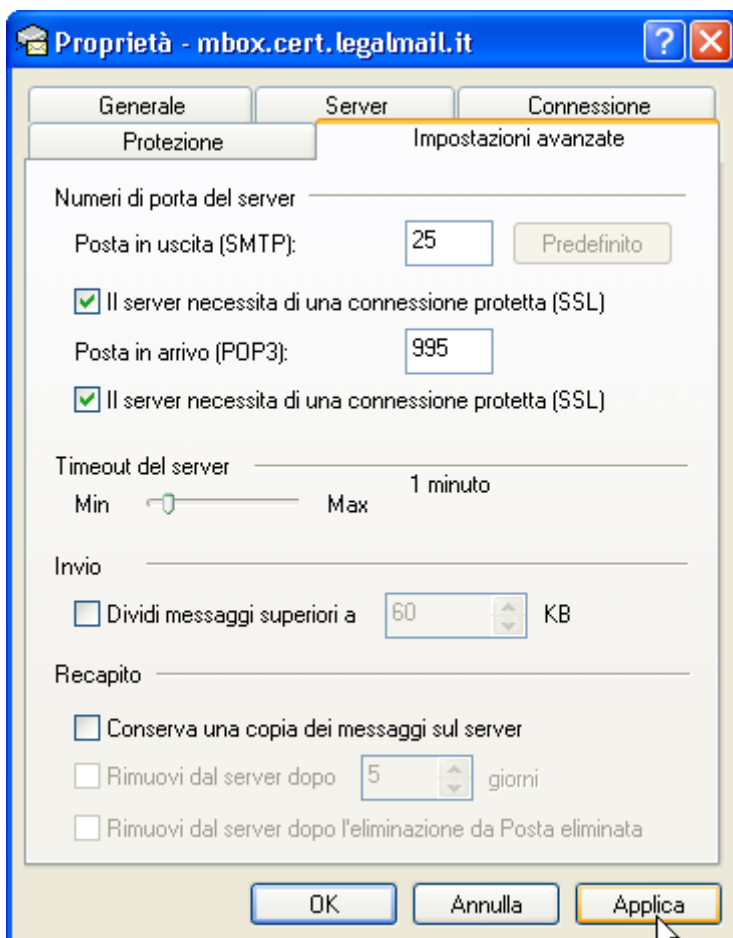 Proprietà - mbox.cert.legalmail.it
Generale Server Connessione
Protezione Impostazioni avanzate
Numeri di porta del server
Posta in uscita (SMTP): 25 Predefinito
Il server necessita di una connessione protetta (SSL)
Posta in arrivo (POP3): 995
Il server necessita di una connessione protetta (SSL)
Timeout del server
Min Max 1 minuto
Invio
Dividi messaggi superiori a 60 KB
Recapito
Conserva una copia dei messaggi sul server
Rimuovi dal server dopo 5 giorni
Rimuovi dal server dopo l'eliminazione da Posta eliminata
OK Annulla Applica